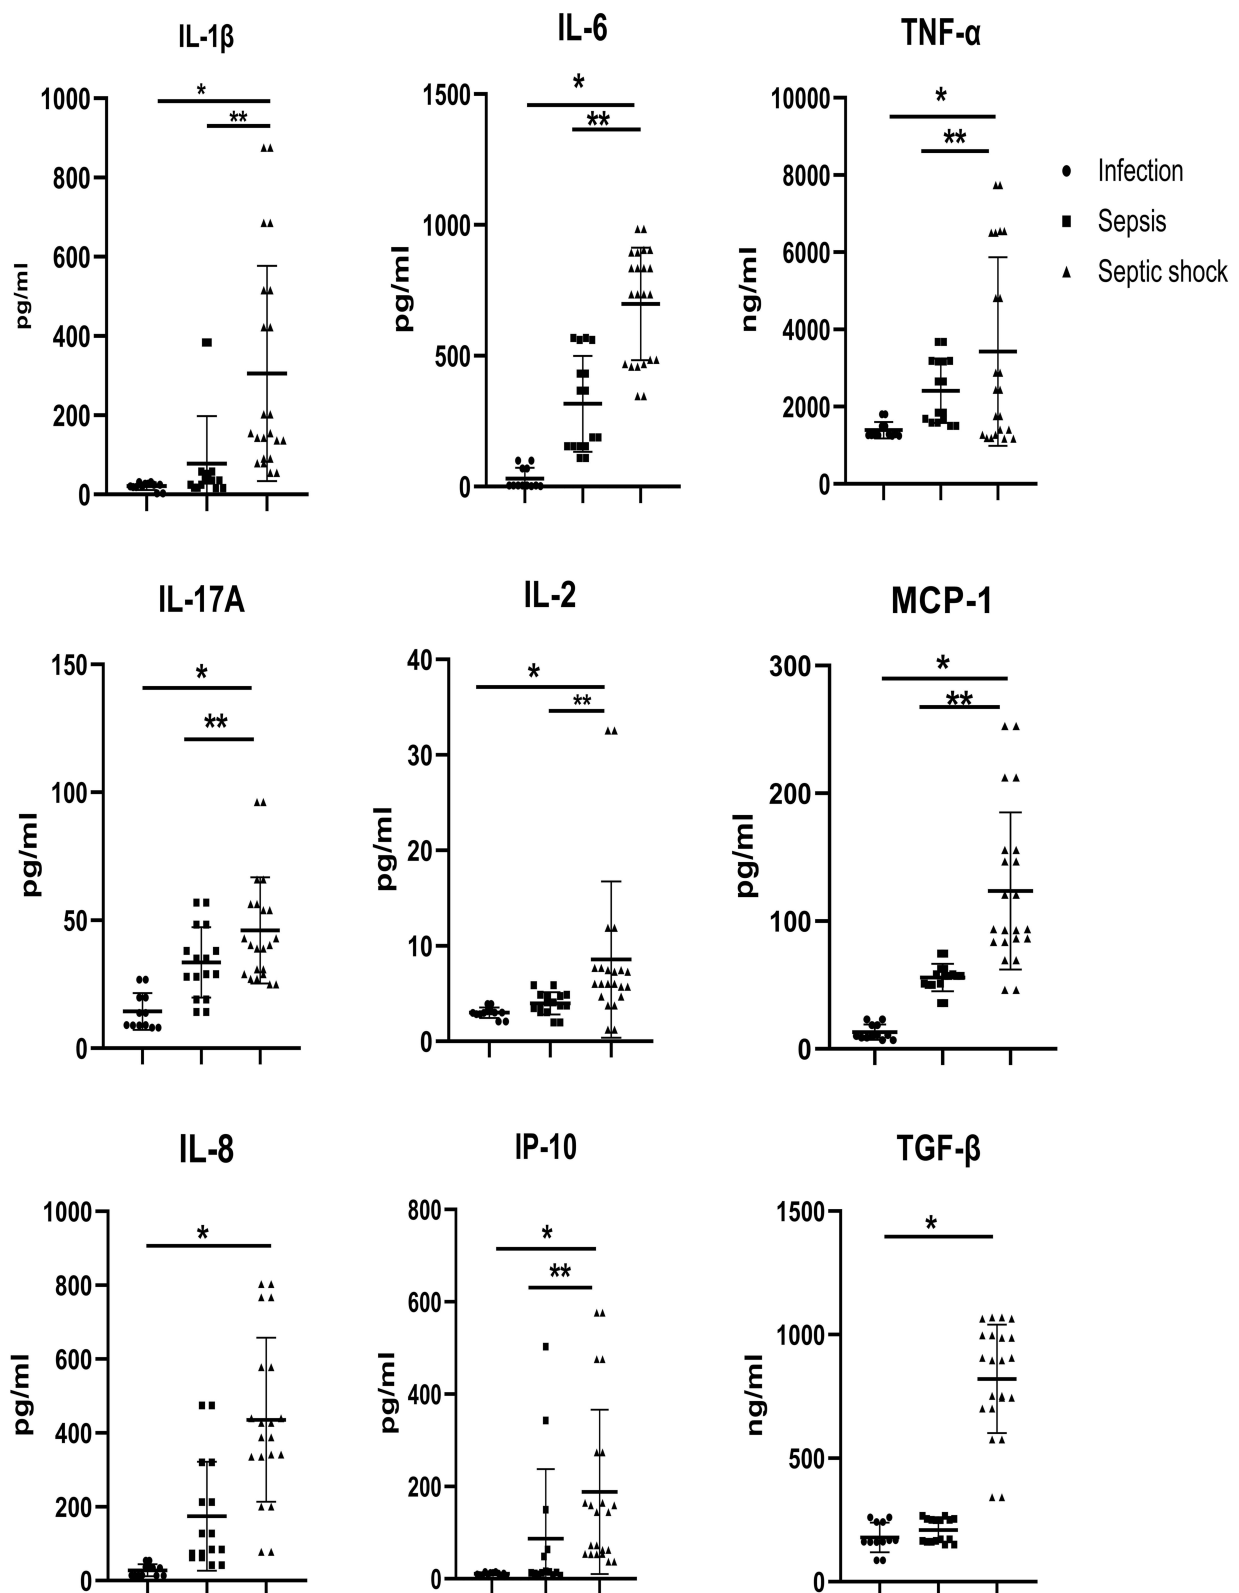 IL-1β
IL-6
TNF-α
*
**
1000
800
600
400
200
0
pg/ml
*
**
1500
1000
500
0
pg/ml
*
**
10000
8000
6000
4000
2000
0
ng/ml
Infection
Sepsis
Septic shock
IL-17A
IL-2
MCP-1
*
**
150
100
50
0
pg/ml
*
**
40
30
20
10
0
pg/ml
*
**
300
200
100
0
pg/ml
IL-8
IP-10
TGF-β
*
1000
800
600
400
200
0
pg/ml
*
**
800
600
400
200
0
pg/ml
*
1500
1000
500
0
ng/ml